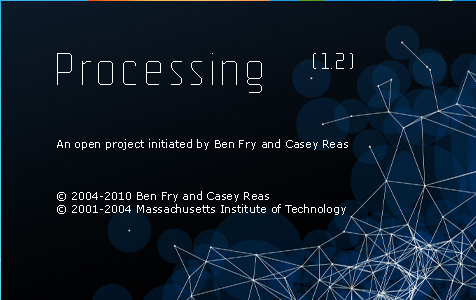 Processing (1.2)
An open project initiated by Ben Fry and Casey Reas
© 2004-2010 Ben Fry and Casey Reas
© 2001-2004 Massachusetts Institute of Technology